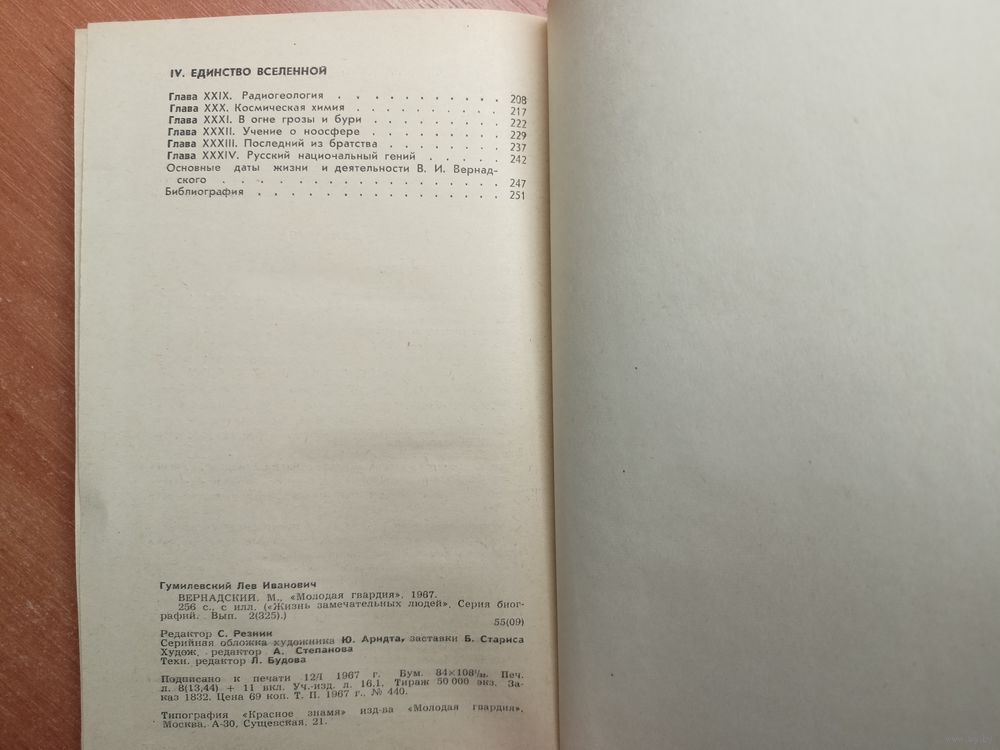 IV. ЕДИНСТВО ВСЕЛЕННОЙ
Глава XXIX. Радиогеология . . . . . . . . . . . 208
Глава XXX. Космическая химия . . . . . . . . . 217
Глава XXXI. В огне грозы и бури . . . . . . . . 222
Глава XXXII. Учение о ноосфере . . . . . . . . 229
Глава XXXIII. Последний из братства . . . . . . . 237
Глава XXXIV. Русский национальный гений . . . . . 242
Основные даты жизни и деятельности В. И. Вернад-
ского . . . . . . . . . . . . . . . 247
Библиография . . . . . . . . . . . . . . . 251
Гумилевский Лев Иванович
ВЕРНАДСКИЙ. М., «Молодая гвардия», 1967.
256 с., с илл. («Жизнь замечательных людей». Серия биог-
рафий. Вып. 2(325).)
55(09)
Редактор С. Резник
Серийная обложка художника Ю. Арндта, заставки Б. Стариса
Худож. редактор А. Степанова
Техн. редактор Л. Будова
Подписано к печати 12/I 1967 г. Бум. 84×108¹/₃₂. Печ.
л. 8(13,44) + 11 вкл. Уч.-изд. л. 16,1. Тираж 50 000 экз. За-
каз 1832. Цена 69 коп. Т. П. 1967 г., № 440.
Типография «Красное знамя» изд-ва «Молодая гвардия».
Москва, А-30, Сущевская, 21.